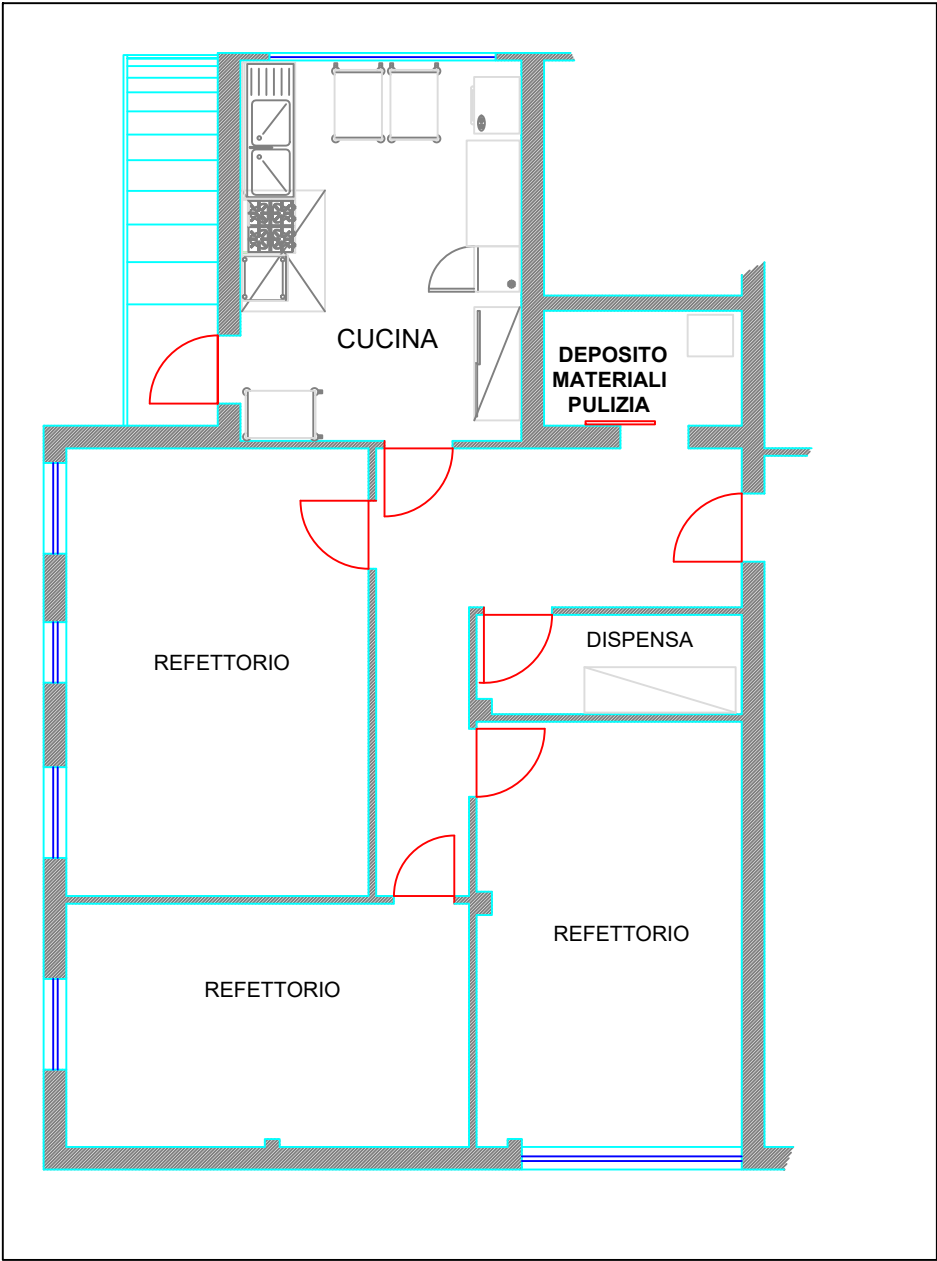 CUCINA
DEPOSITO
MATERIALI
PULIZIA
DISPENSA
REFETTORIO
REFETTORIO
REFETTORIO